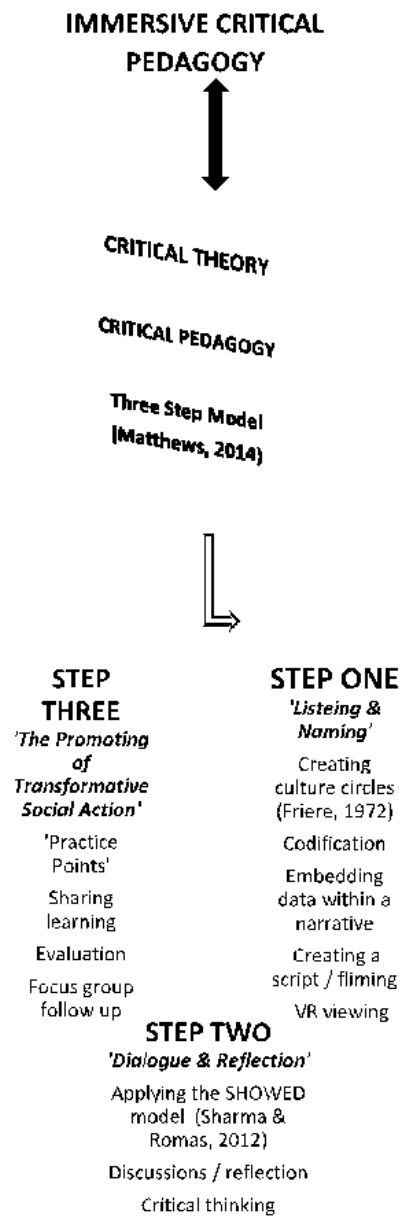 IMMERSIVE CRITICAL
PEDAGOGY
CRITICAL THEORY
CRITICAL PEDAGOGY
Three Step Model
(Matthews, 2014)
STEP ONE
'Listeing &
Naming'
Creating
culture circles
(Friere, 1972)
Codification
Embedding
data within a
narrative
Creating a
script / fliming
VR viewing
STEP TWO
'Dialogue & Reflection'
Applying the SHOWED
model (Sharma &
Romas, 2012)
Discussions / reflection
Critical thinking
STEP
THREE
'The Promoting
of
Transformative
Social Action'
'Practice
Points'
Sharing
learning
Evaluation
Focus group
follow up